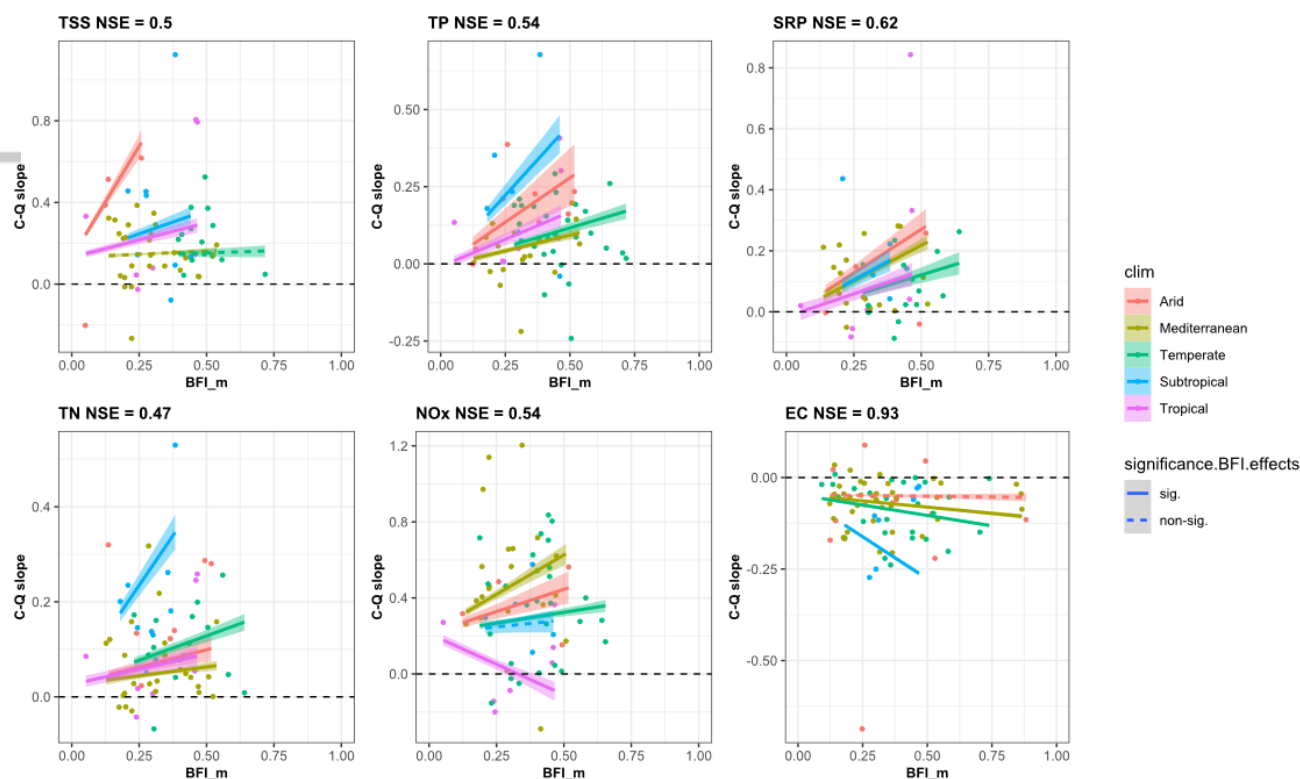 TSS NSE = 0.5
C-Q slope
0.8
0.4
0.0
0.00 0.25 0.50 0.75 1.00
BFI_m
TP NSE = 0.54
C-Q slope
0.50
0.25
0.00
-0.25
0.00 0.25 0.50 0.75 1.00
BFI_m
SRP NSE = 0.62
C-Q slope
0.8
0.6
0.4
0.2
0.0
0.00 0.25 0.50 0.75 1.00
BFI_m
TN NSE = 0.47
C-Q slope
0.4
0.2
0.0
0.00 0.25 0.50 0.75 1.00
BFI_m
NOx NSE = 0.54
C-Q slope
1.2
0.8
0.4
0.0
0.00 0.25 0.50 0.75 1.00
BFI_m
EC NSE = 0.93
C-Q slope
0.00
-0.25
-0.50
0.00 0.25 0.50 0.75 1.00
BFI_m
clim
Arid
Mediterranean
Temperate
Subtropical
Tropical
significance.BFI.effects
sig.
non-sig.